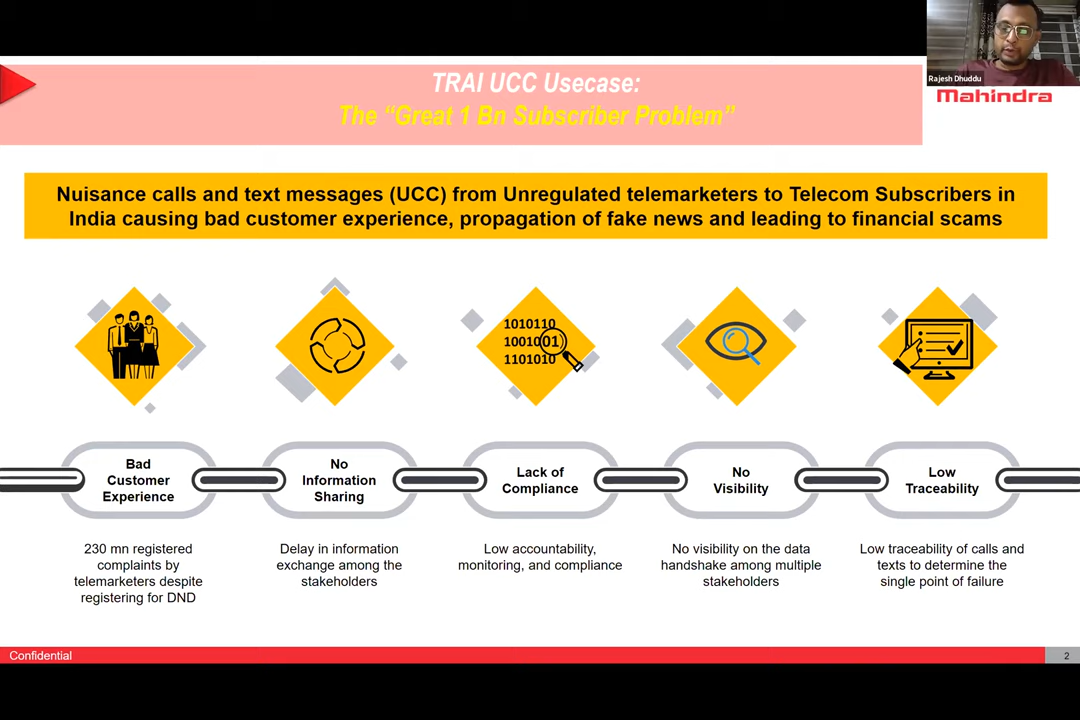 Rajesh Dhuddu
Mahindra
TRAI UCC Usecase:
The “Great 1 Bn Subscriber Problem”
Nuisance calls and text messages (UCC) from Unregulated telemarketers to Telecom Subscribers in
India causing bad customer experience, propagation of fake news and leading to financial scams
1010110
100100
01
1101010
Bad
Customer
Experience
230 mn registered
complaints by
telemarketers despite
registering for DND
No
Information
Sharing
Delay in information
exchange among the
stakeholders
Lack of
Compliance
Low accountability,
monitoring, and compliance
No
Visibility
No visibility on the data
handshake among multiple
stakeholders
Low
Traceability
Low traceability of calls and
texts to determine the
single point of failure
Confidential
2